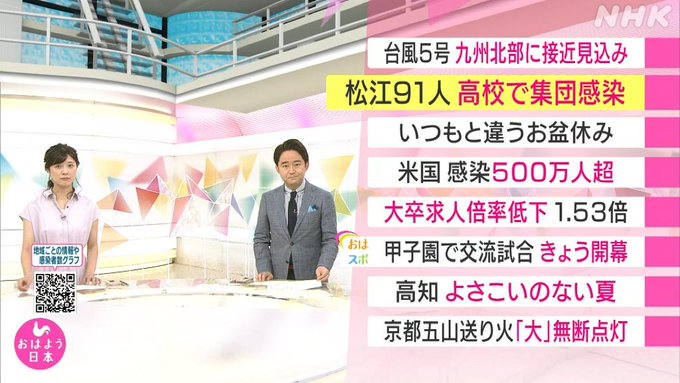 NHK
台風5号 九州北部に接近見込み
松江91人 高校で集団感染
いつもと違うお盆休み
米国 感染500万人超
大卒求人倍率低下 1.53倍
甲子園で交流試合 きょう開幕
高知 よさこいのない夏
京都五山送り火「大」無断点灯
地域ごとの情報や
感染者数グラフ
おはよう
日本
おは
スポ